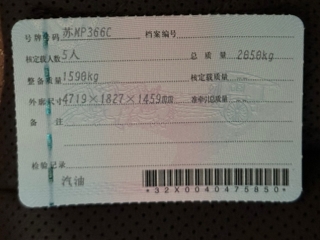 号牌号码 苏MP366C 档案编号
核定载人数 5人 总质量 2058kg
整备质量 1598kg 核定载质量
外廓尺寸 4719×1827×1459mm 准牵引总质量
备注
检验记录
汽油 *32X0040475850*